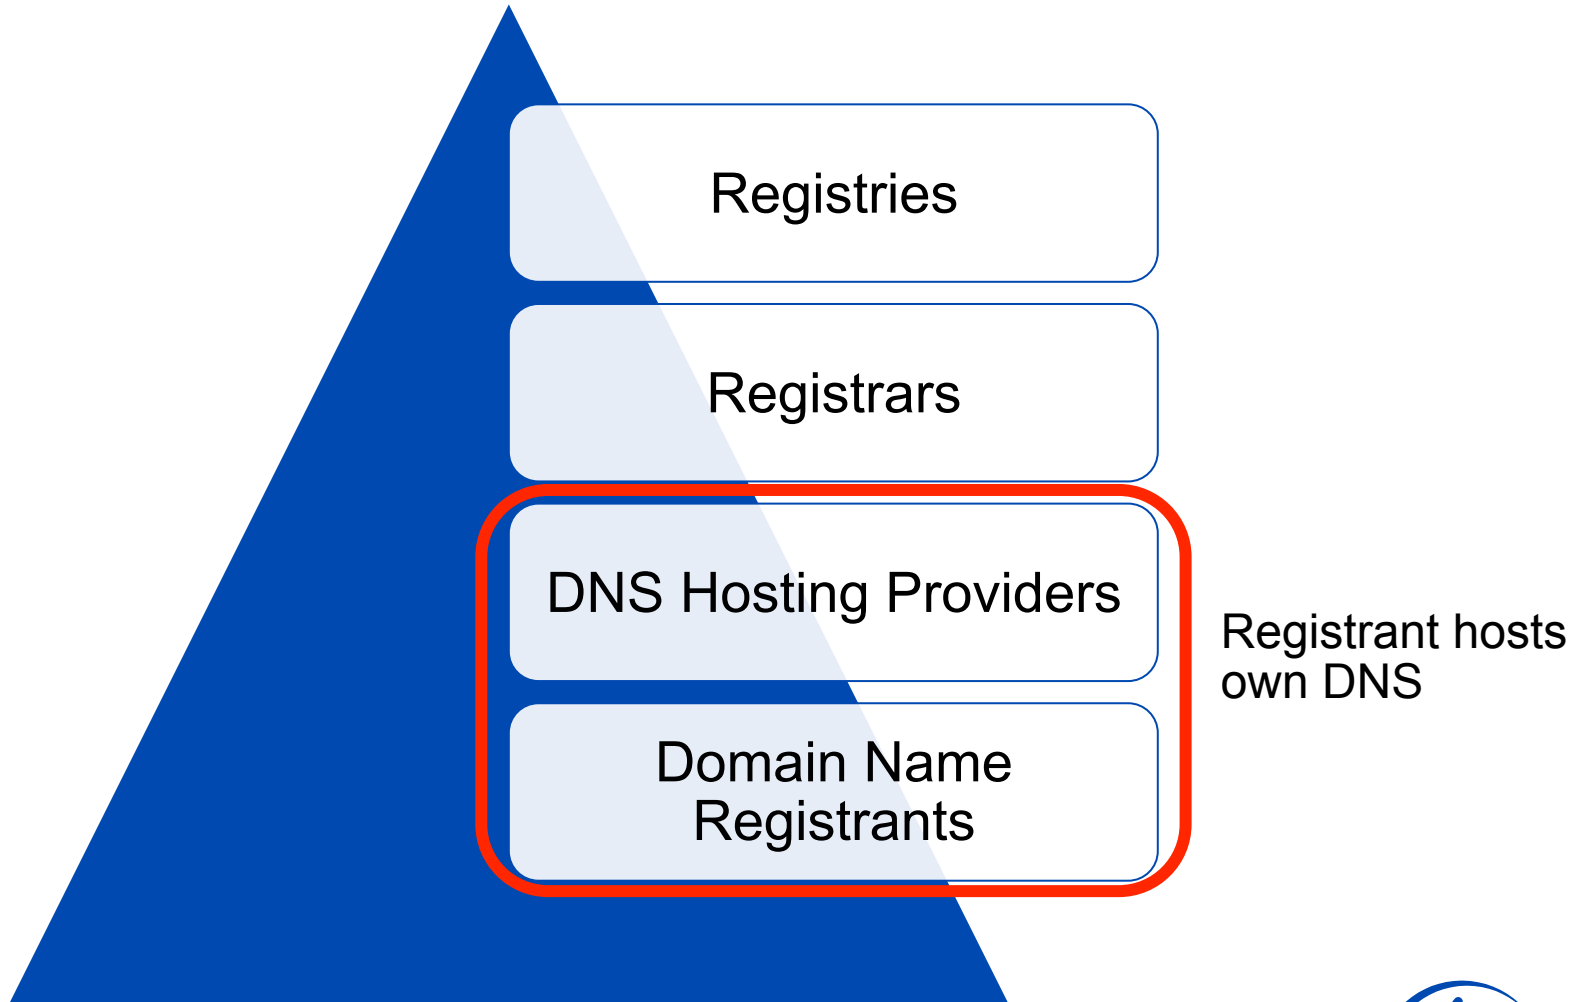 Registries
Registrars
DNS Hosting Providers
Domain Name
Registrants
Registrant hosts
own DNS